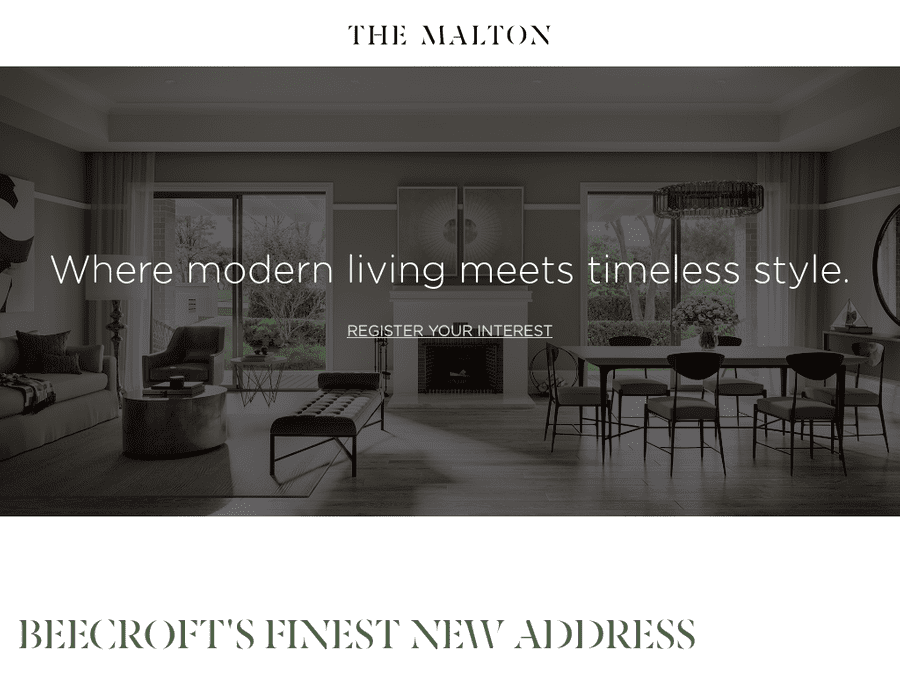 THE MALTON
Where modern living meets timeless style.
REGISTER YOUR INTEREST
BEECROFT'S FINEST NEW ADDRESS